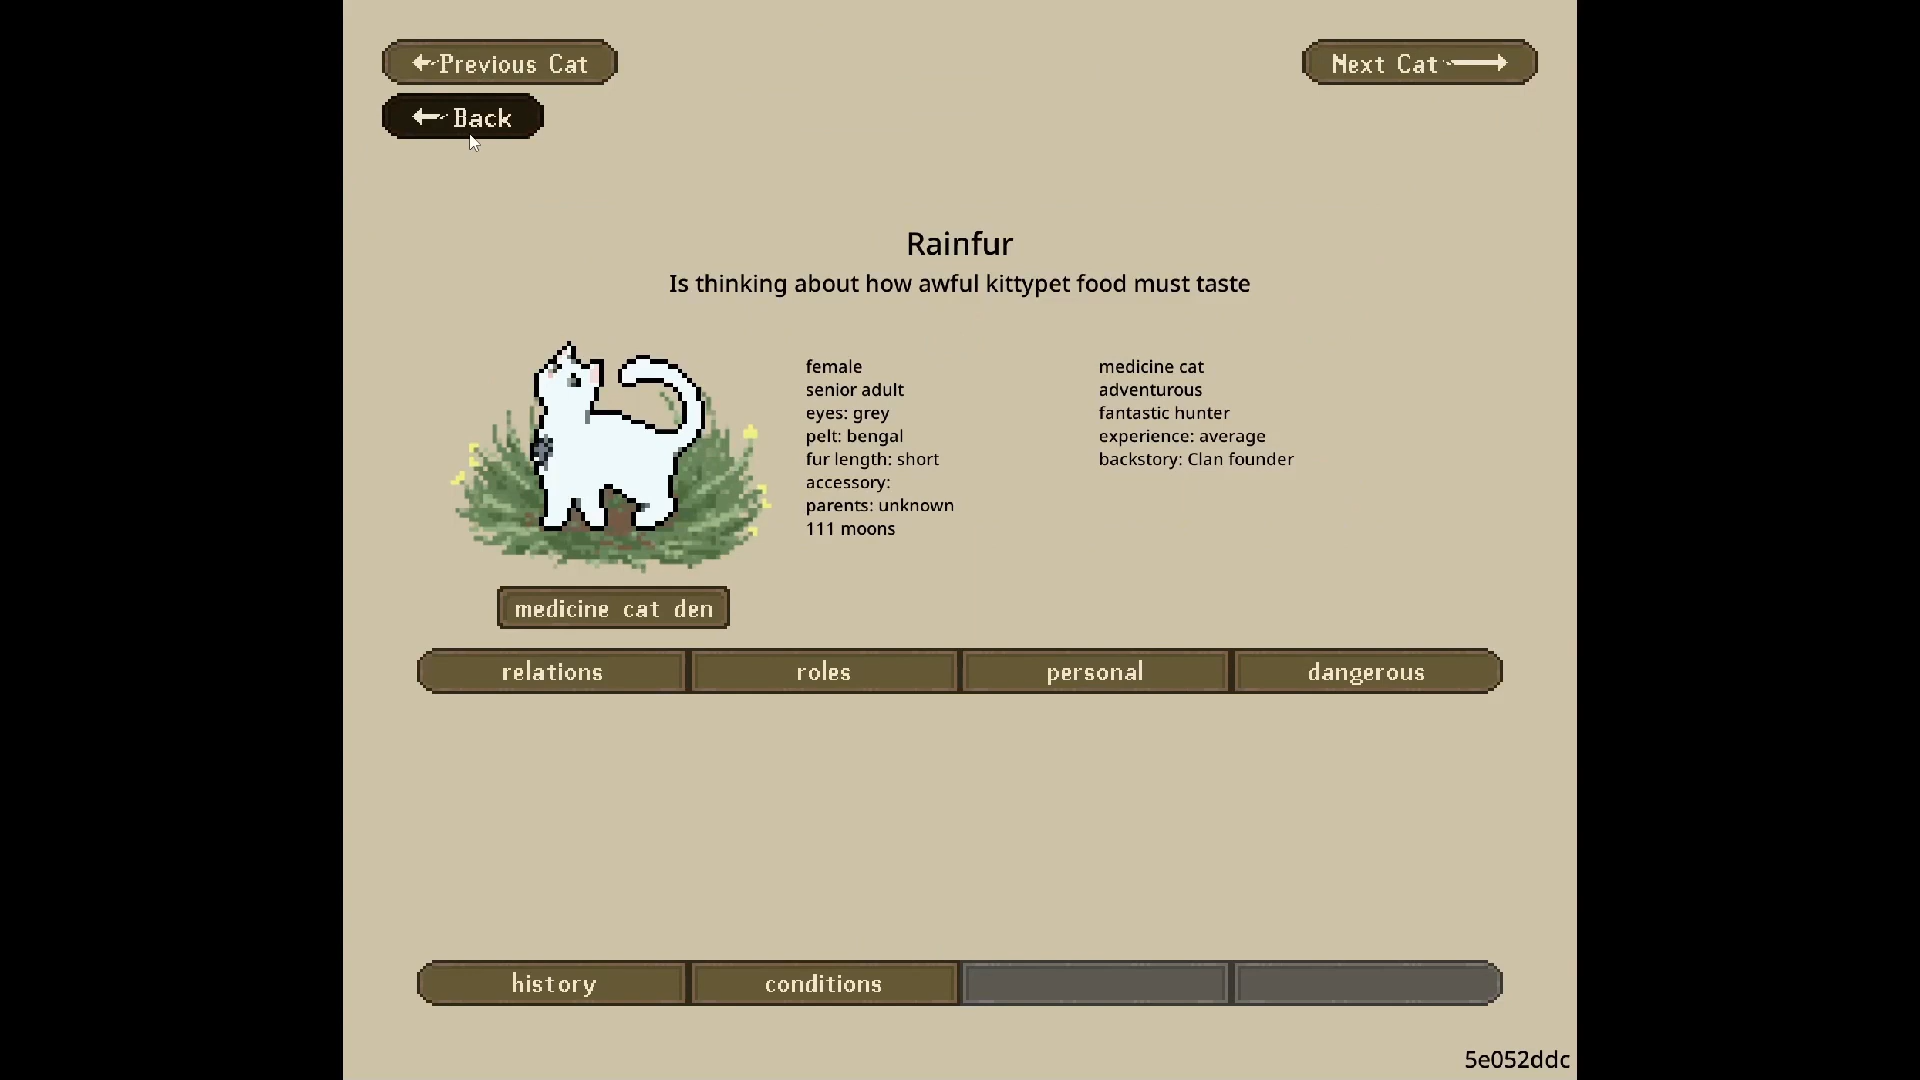 Previous Cat
Next Cat
Back
Rainfur
Is thinking about how awful kittypet food must taste
female
senior adult
eyes: grey
pelt: bengal
fur length: short
accessory:
parents: unknown
111 moons
medicine cat
adventurous
fantastic hunter
experience: average
backstory: Clan founder
medicine cat den
relations
roles
personal
dangerous
history
conditions
5e052ddc